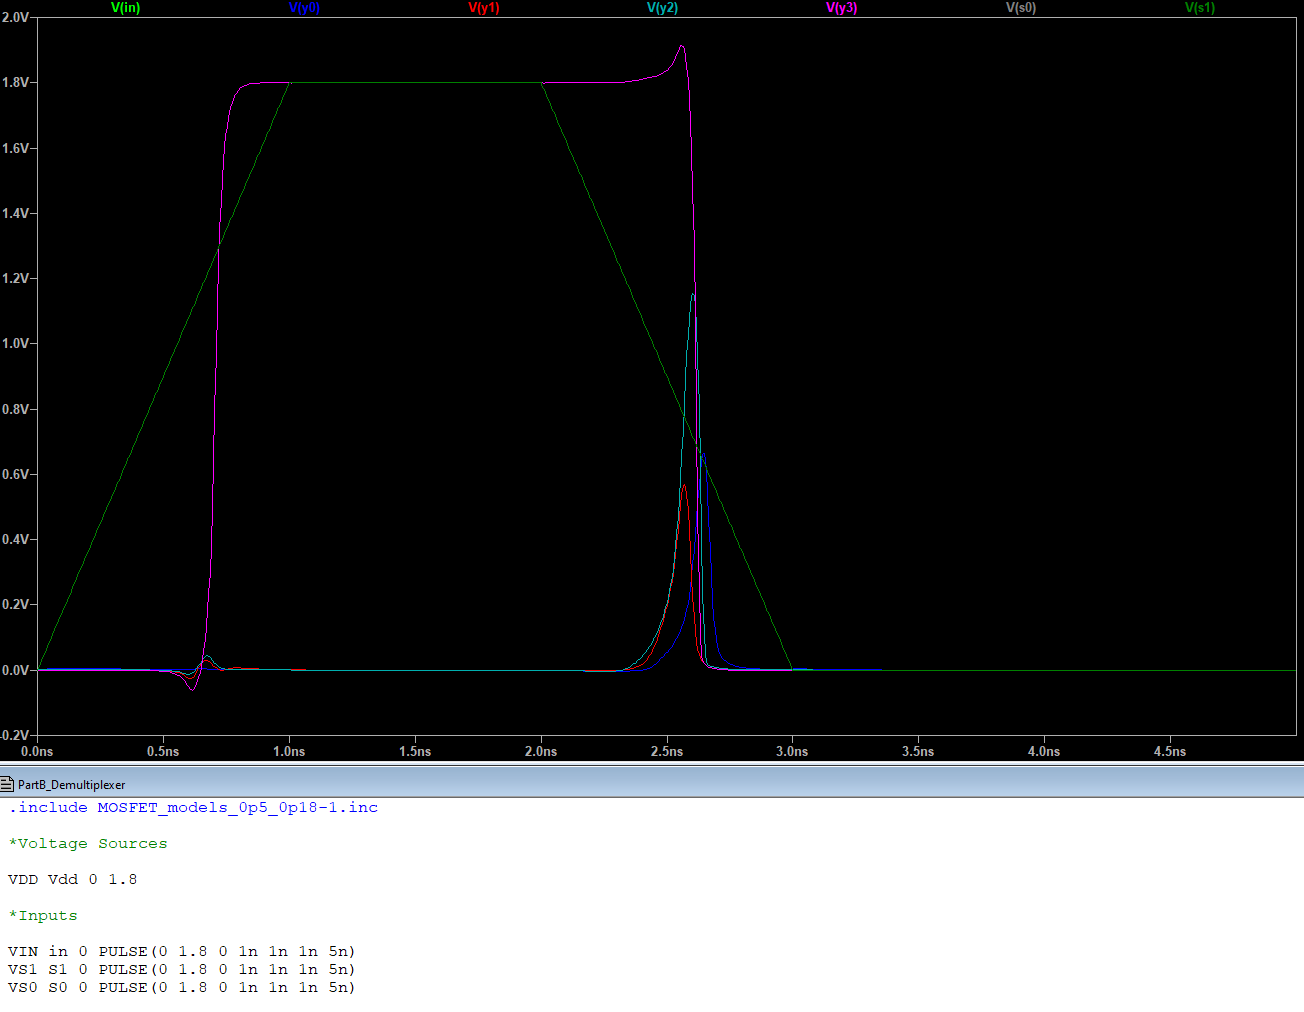 V(in) V(y0) V(y1) V(y2) V(y3) V(s0) V(s1)
2.0V
1.8V
1.6V
1.4V
1.2V
1.0V
0.8V
0.6V
0.4V
0.2V
0.0V
-0.2V
0.0ns 0.5ns 1.0ns 1.5ns 2.0ns 2.5ns 3.0ns 3.5ns 4.0ns 4.5ns
PartB_Demultiplexer
.include MOSFET_models_0p5_0p18-1.inc
*Voltage Sources
VDD Vdd 0 1.8
*Inputs
VIN in 0 PULSE(0 1.8 0 1n 1n 1n 5n)
VS1 S1 0 PULSE(0 1.8 0 1n 1n 1n 5n)
VS0 S0 0 PULSE(0 1.8 0 1n 1n 1n 5n)